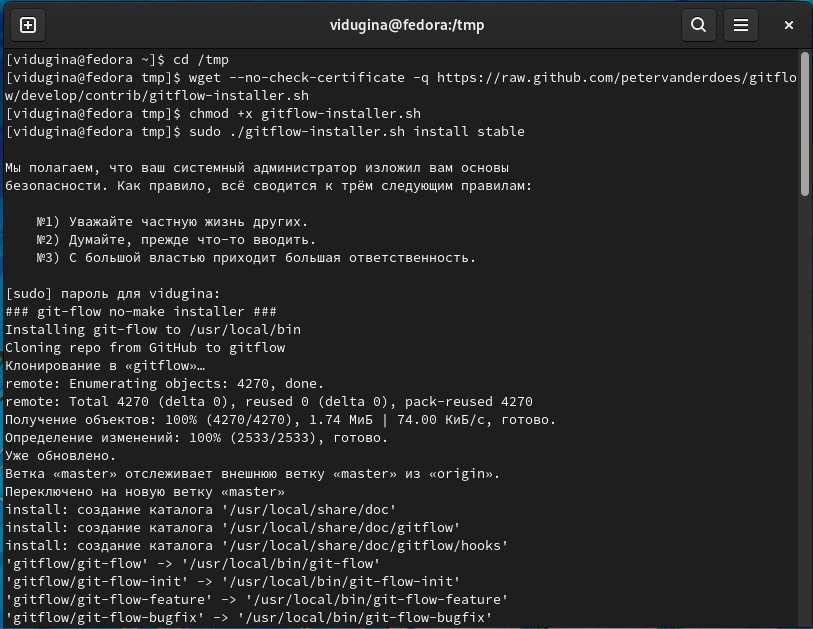 vidugina@fedora:/tmp
[vidugina@fedora ~]$ cd /tmp
[vidugina@fedora tmp]$ wget --no-check-certificate -q https://raw.github.com/petervanderdoes/gitflo
w/develop/contrib/gitflow-installer.sh
[vidugina@fedora tmp]$ chmod +x gitflow-installer.sh
[vidugina@fedora tmp]$ sudo ./gitflow-installer.sh install stable
Мы полагаем, что ваш системный администратор изложил вам основы
безопасности. Как правило, всё сводится к трём следующим правилам:
№1) Уважайте частную жизнь других.
№2) Думайте, прежде что-то вводить.
№3) С большой властью приходит большая ответственность.
[sudo] пароль для vidugina:
### git-flow no-make installer ###
Installing git-flow to /usr/local/bin
Cloning repo from GitHub to gitflow
Клонирование в «gitflow»…
remote: Enumerating objects: 4270, done.
remote: Total 4270 (delta 0), reused 0 (delta 0), pack-reused 4270
Получение объектов: 100% (4270/4270), 1.74 МиБ | 74.00 КиБ/с, готово.
Определение изменений: 100% (2533/2533), готово.
Уже обновлено.
Ветка «master» отслеживает внешнюю ветку «master» из «origin».
Переключено на новую ветку «master»
install: создание каталога '/usr/local/share/doc'
install: создание каталога '/usr/local/share/doc/gitflow'
install: создание каталога '/usr/local/share/doc/gitflow/hooks'
'gitflow/git-flow' -> '/usr/local/bin/git-flow'
'gitflow/git-flow-init' -> '/usr/local/bin/git-flow-init'
'gitflow/git-flow-feature' -> '/usr/local/bin/git-flow-feature'
'gitflow/git-flow-bugfix' -> '/usr/local/bin/git-flow-bugfix'